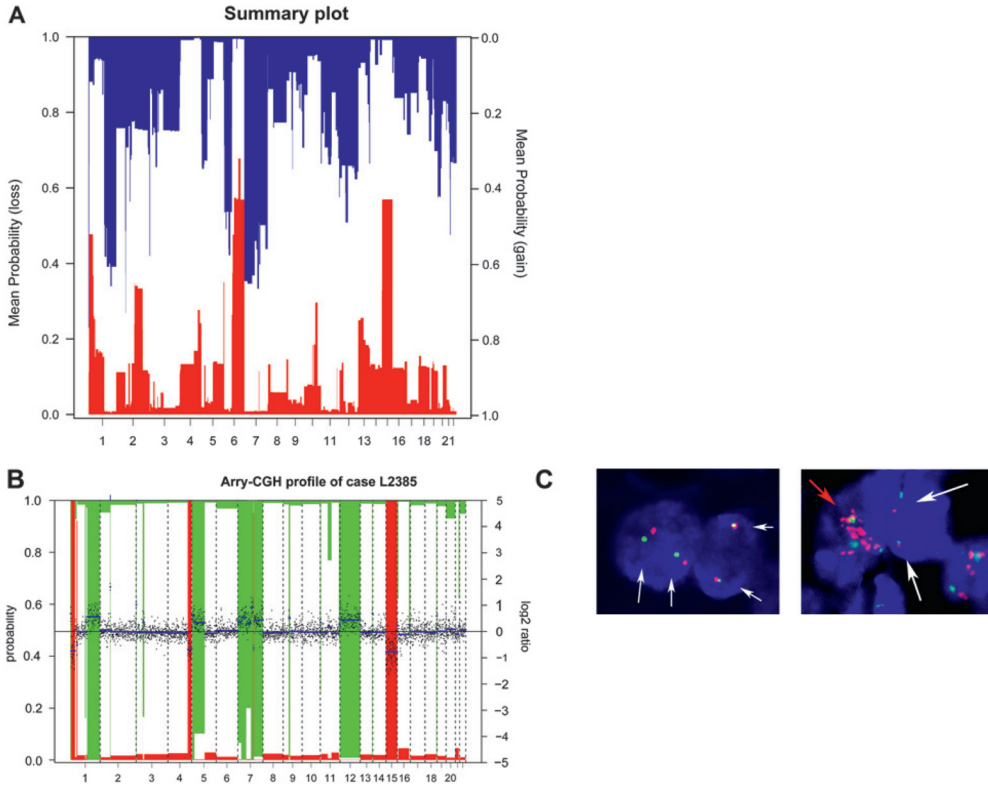 A
Summary plot
1.0
0.8
0.6
0.4
0.2
0.0
Mean Probability (loss)
0.0
0.2
0.4
0.6
0.8
1.0
Mean Probability (gain)
1 2 3 4 5 6 7 8 9 11 13 16 18 21
B
Arry-CGH profile of case L2385
1.0
0.8
0.6
0.4
0.2
0.0
probability
5
4
3
2
1
0
−1
−2
−3
−4
−5
log2 ratio
1 2 3 4 5 6 7 8 9 10 11 12 13 14 15 16 18 20
C